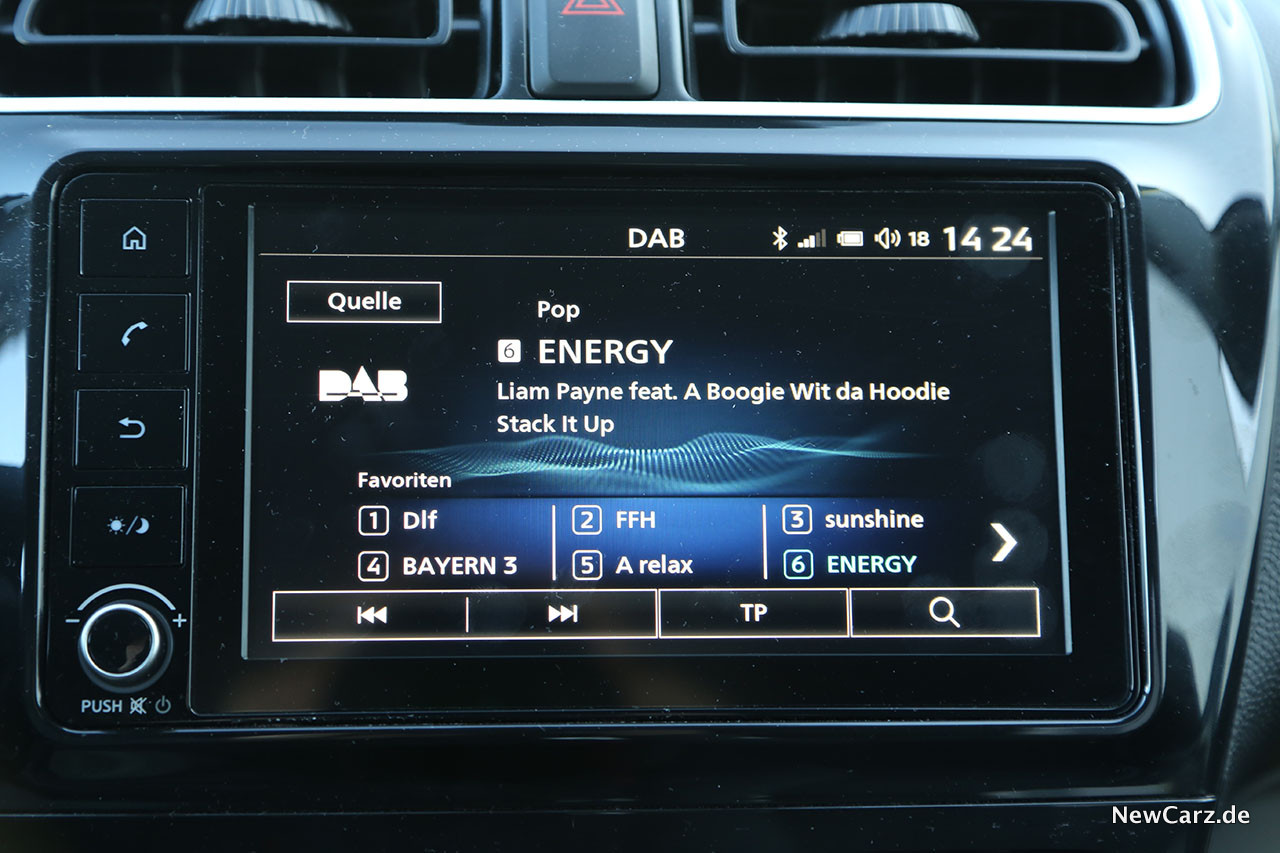 DAB 18 14 24
Quelle
Pop
6 ENERGY
DAB
Liam Payne feat. A Boogie Wit da Hoodie
Stack It Up
Favoriten
1 Dlf 2 FFH 3 sunshine
4 BAYERN 3 5 A relax 6 ENERGY
TP
- +
PUSH
NewCarz.de